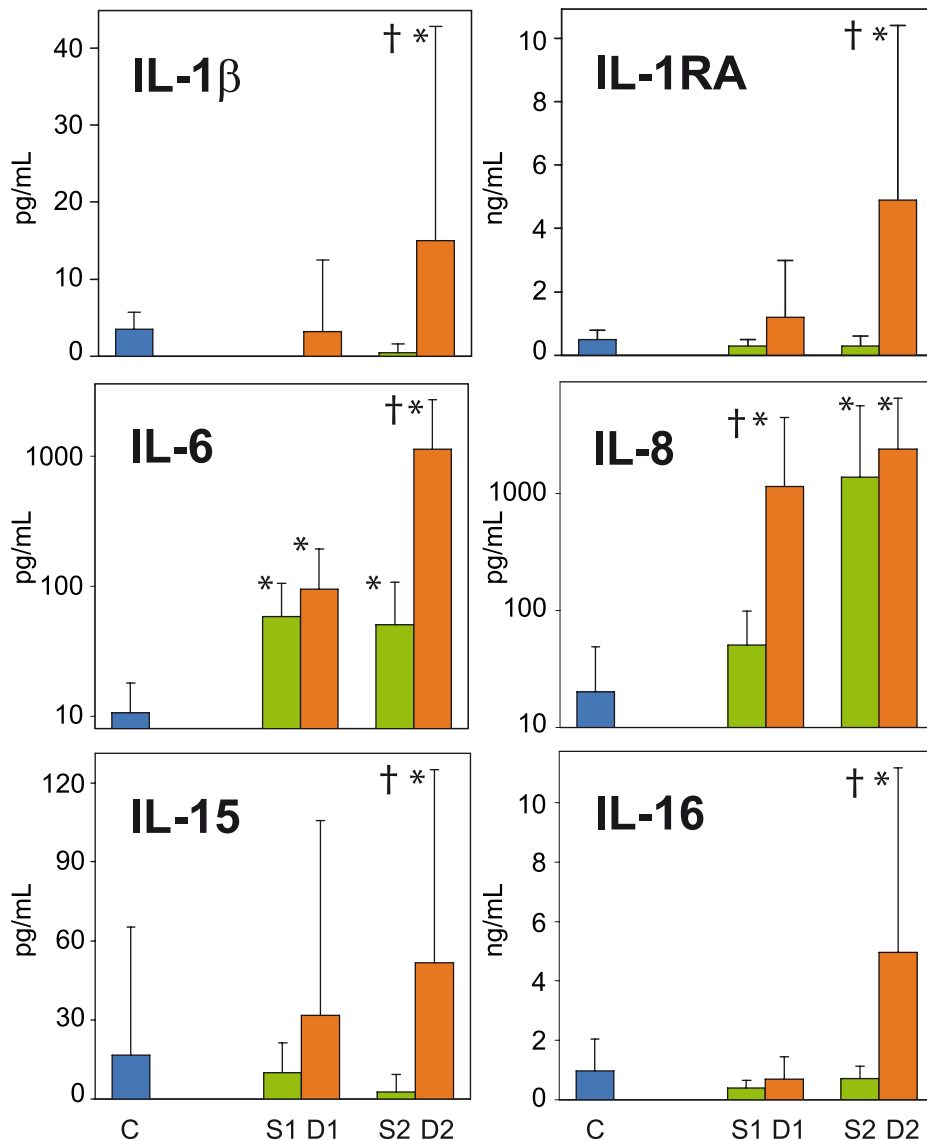 IL-1β
† *
40
30
20
10
0
pg/mL
IL-1RA
† *
10
8
6
4
2
0
ng/mL
IL-6
† *
*
*
*
1000
100
10
pg/mL
IL-8
† *
* *
1000
100
10
pg/mL
IL-15
† *
120
90
60
30
0
pg/mL
IL-16
† *
10
8
6
4
2
0
ng/mL
C S1 D1 S2 D2
C S1 D1 S2 D2